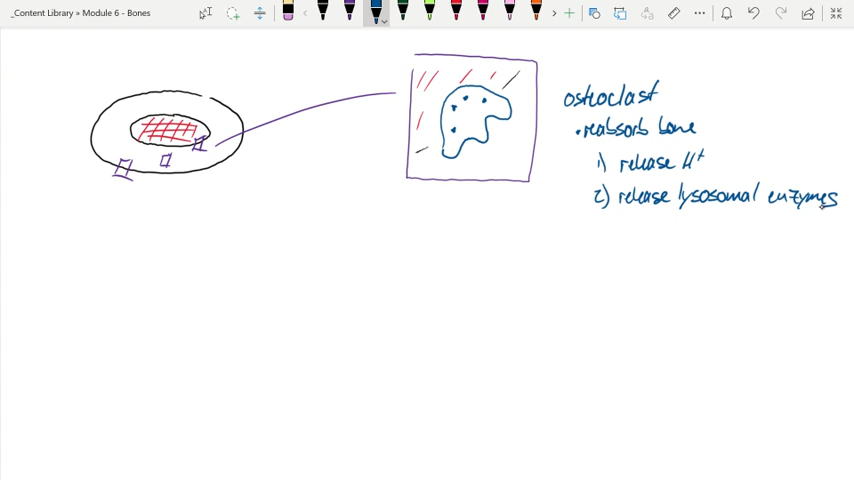 _Content Library » Module 6 - Bones
osteoclast
• reabsorb bone
1) release H⁺
2) release lysosomal enzymes